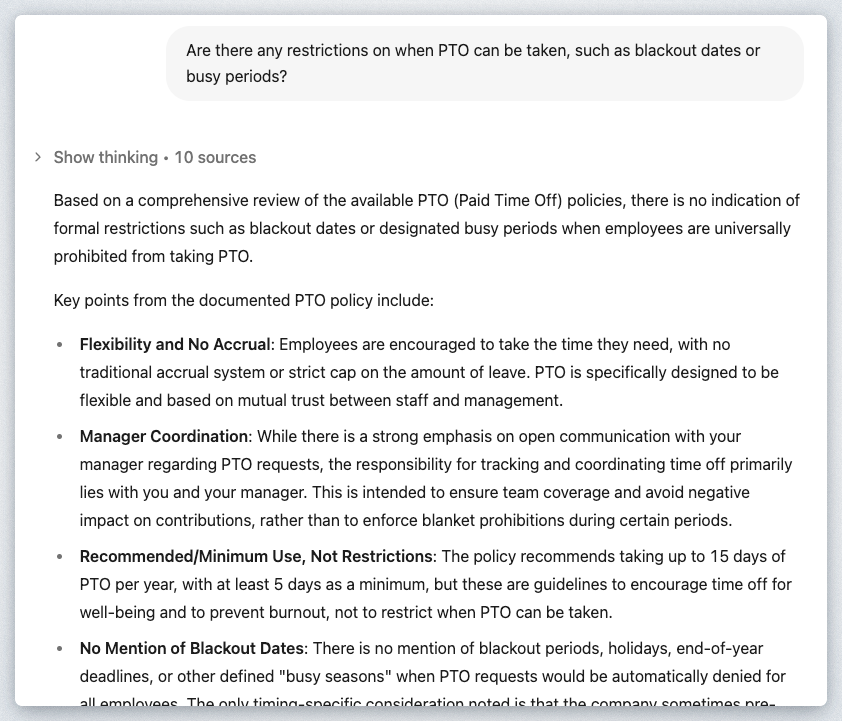 Are there any restrictions on when PTO can be taken, such as blackout dates or
busy periods?
Show thinking • 10 sources
Based on a comprehensive review of the available PTO (Paid Time Off) policies, there is no indication of
formal restrictions such as blackout dates or designated busy periods when employees are universally
prohibited from taking PTO.
Key points from the documented PTO policy include:
• Flexibility and No Accrual: Employees are encouraged to take the time they need, with no
traditional accrual system or strict cap on the amount of leave. PTO is specifically designed to be
flexible and based on mutual trust between staff and management.
• Manager Coordination: While there is a strong emphasis on open communication with your
manager regarding PTO requests, the responsibility for tracking and coordinating time off primarily
lies with you and your manager. This is intended to ensure team coverage and avoid negative
impact on contributions, rather than to enforce blanket prohibitions during certain periods.
• Recommended/Minimum Use, Not Restrictions: The policy recommends taking up to 15 days of
PTO per year, with at least 5 days as a minimum, but these are guidelines to encourage time off for
well-being and to prevent burnout, not to restrict when PTO can be taken.
• No Mention of Blackout Dates: There is no mention of blackout periods, holidays, end-of-year
deadlines, or other defined "busy seasons" when PTO requests would be automatically denied for
all employees. The only timing-specific consideration noted is that the company sometimes pre-